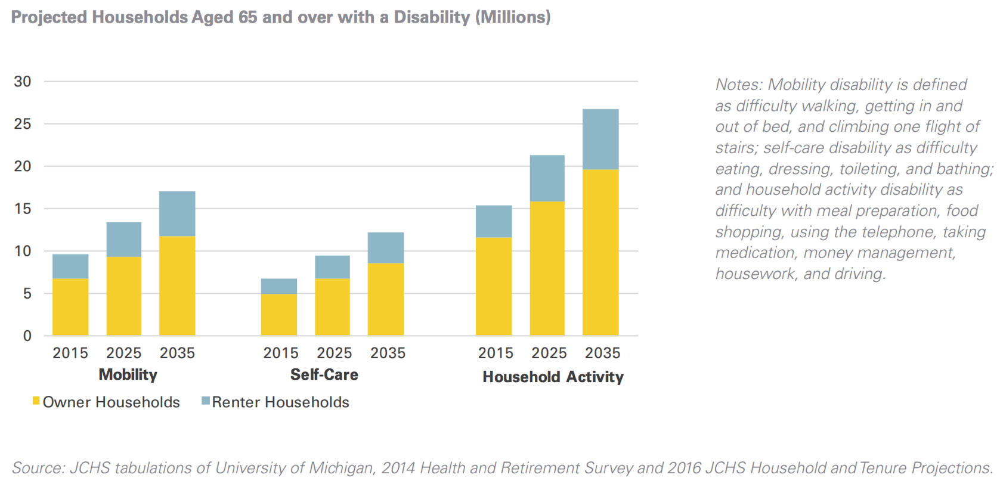 Projected Households Aged 65 and over with a Disability (Millions)
30
25
20
15
10
5
0
2015 2025 2035
Mobility
2015 2025 2035
Self-Care
2015 2025 2035
Household Activity
Owner Households
Renter Households
Notes: Mobility disability is defined
as difficulty walking, getting in and
out of bed, and climbing one flight of
stairs; self-care disability as difficulty
eating, dressing, toileting, and bathing;
and household activity disability as
difficulty with meal preparation, food
shopping, using the telephone, taking
medication, money management,
housework, and driving.
Source: JCHS tabulations of University of Michigan, 2014 Health and Retirement Survey and 2016 JCHS Household and Tenure Projections.